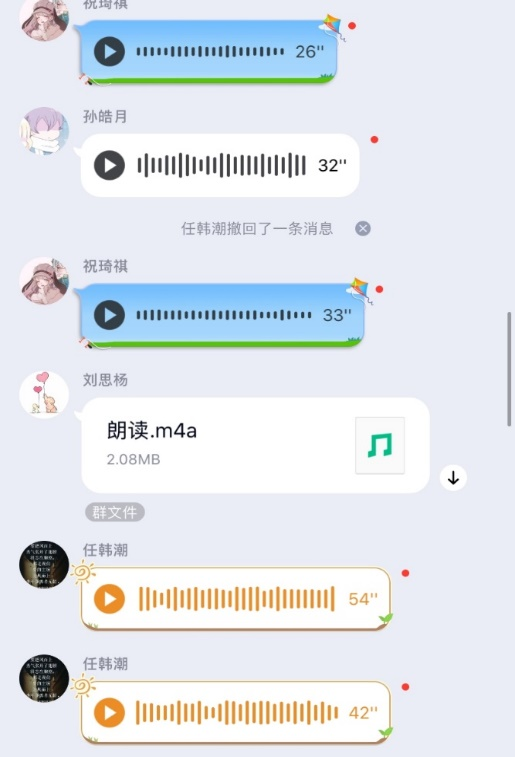 祝琦祺
26''
孙皓月
32''
任韩潮撤回了一条消息
祝琦祺
33''
刘思杨
朗读.m4a
2.08MB
群文件
任韩潮
54''
任韩潮
42''